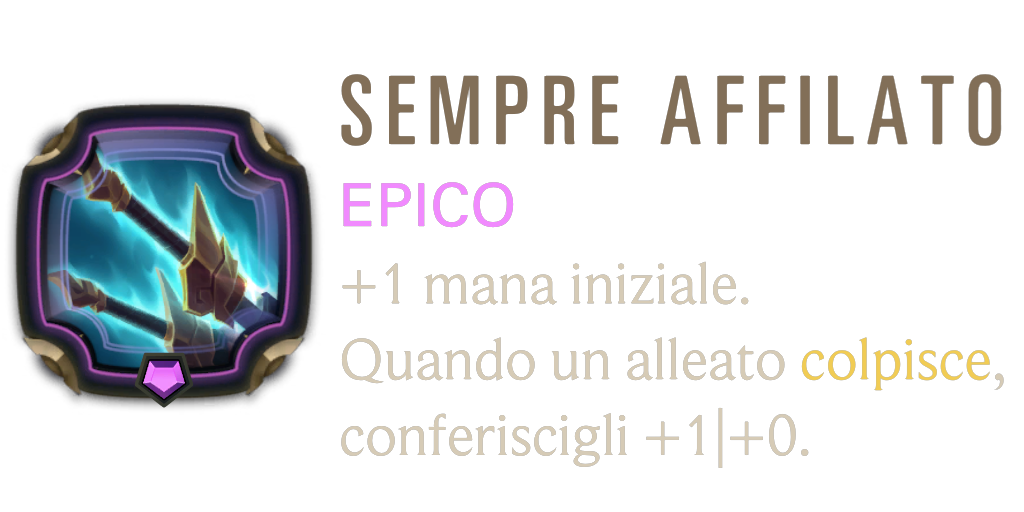 SEMPRE AFFILATO
EPICO
+1 mana iniziale.
Quando un alleato colpisce,
conferiscigli +1|+0.